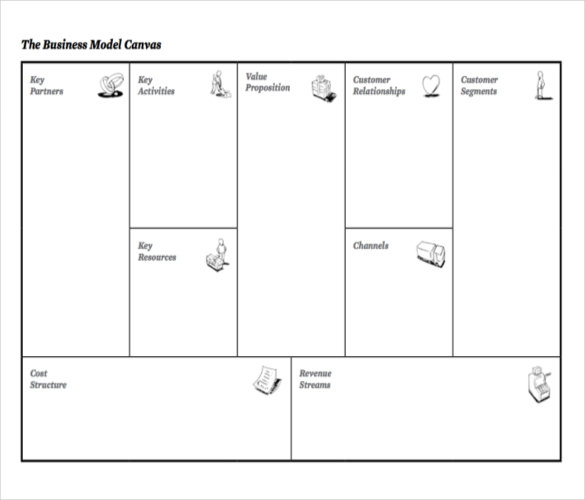 The Business Model Canvas
Key
Partners
Key
Activities
Value
Proposition
Customer
Relationships
Customer
Segments
Key
Resources
Channels
Cost
Structure
Revenue
Streams